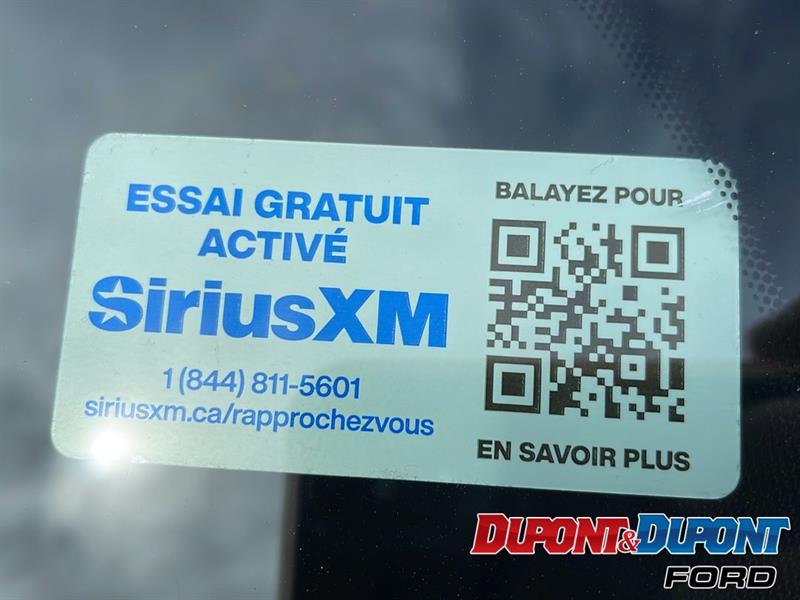 ESSAI GRATUIT
ACTIVÉ
SiriusXM
1 (844) 811-5601
siriusxm.ca/rapprochezvous
BALAYEZ POUR
EN SAVOIR PLUS
DUPONT&DUPONT
FORD